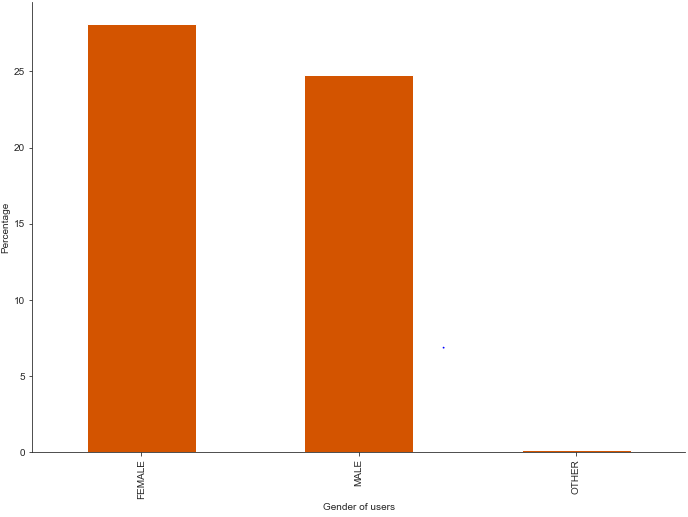 25
20
15
10
5
0
Percentage
FEMALE
MALE
OTHER
Gender of users